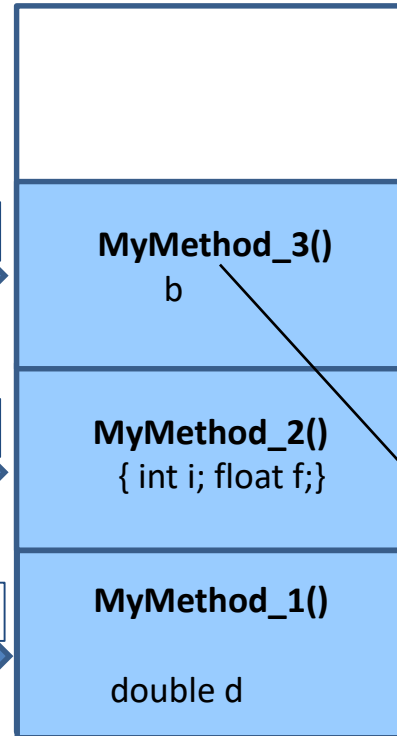 MyMethod_3()
b
MyMethod_2()
{ int i; float f;}
MyMethod_1()
double d